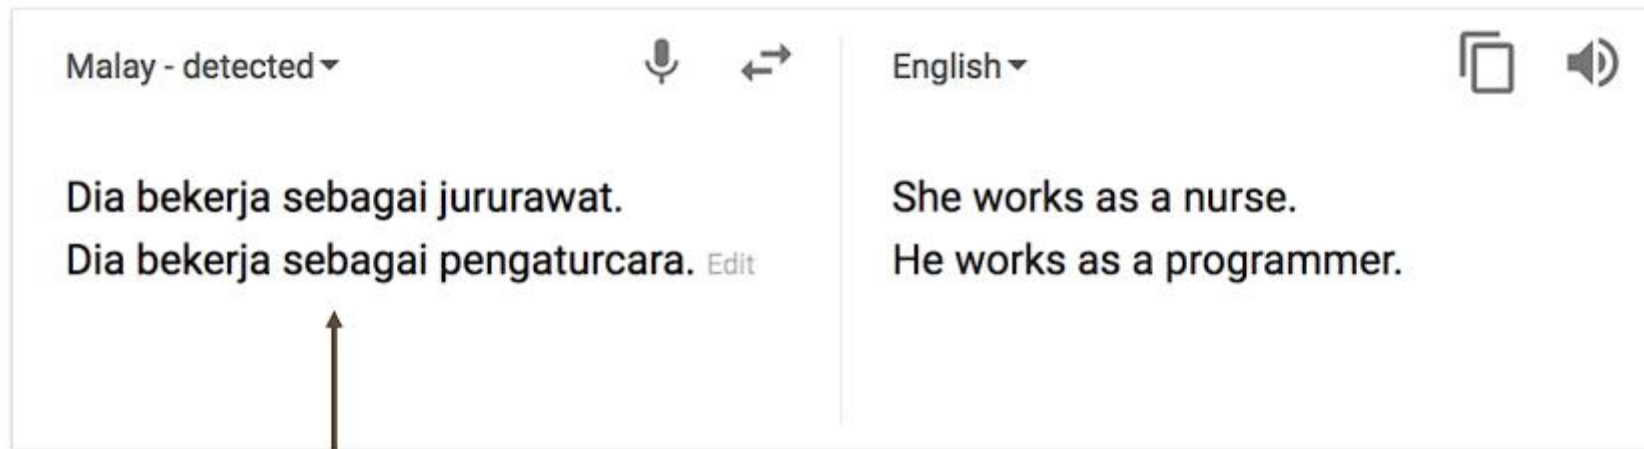 Malay - detected
English
Dia bekerja sebagai jururawat.
Dia bekerja sebagai pengaturcara. Edit
She works as a nurse.
He works as a programmer.